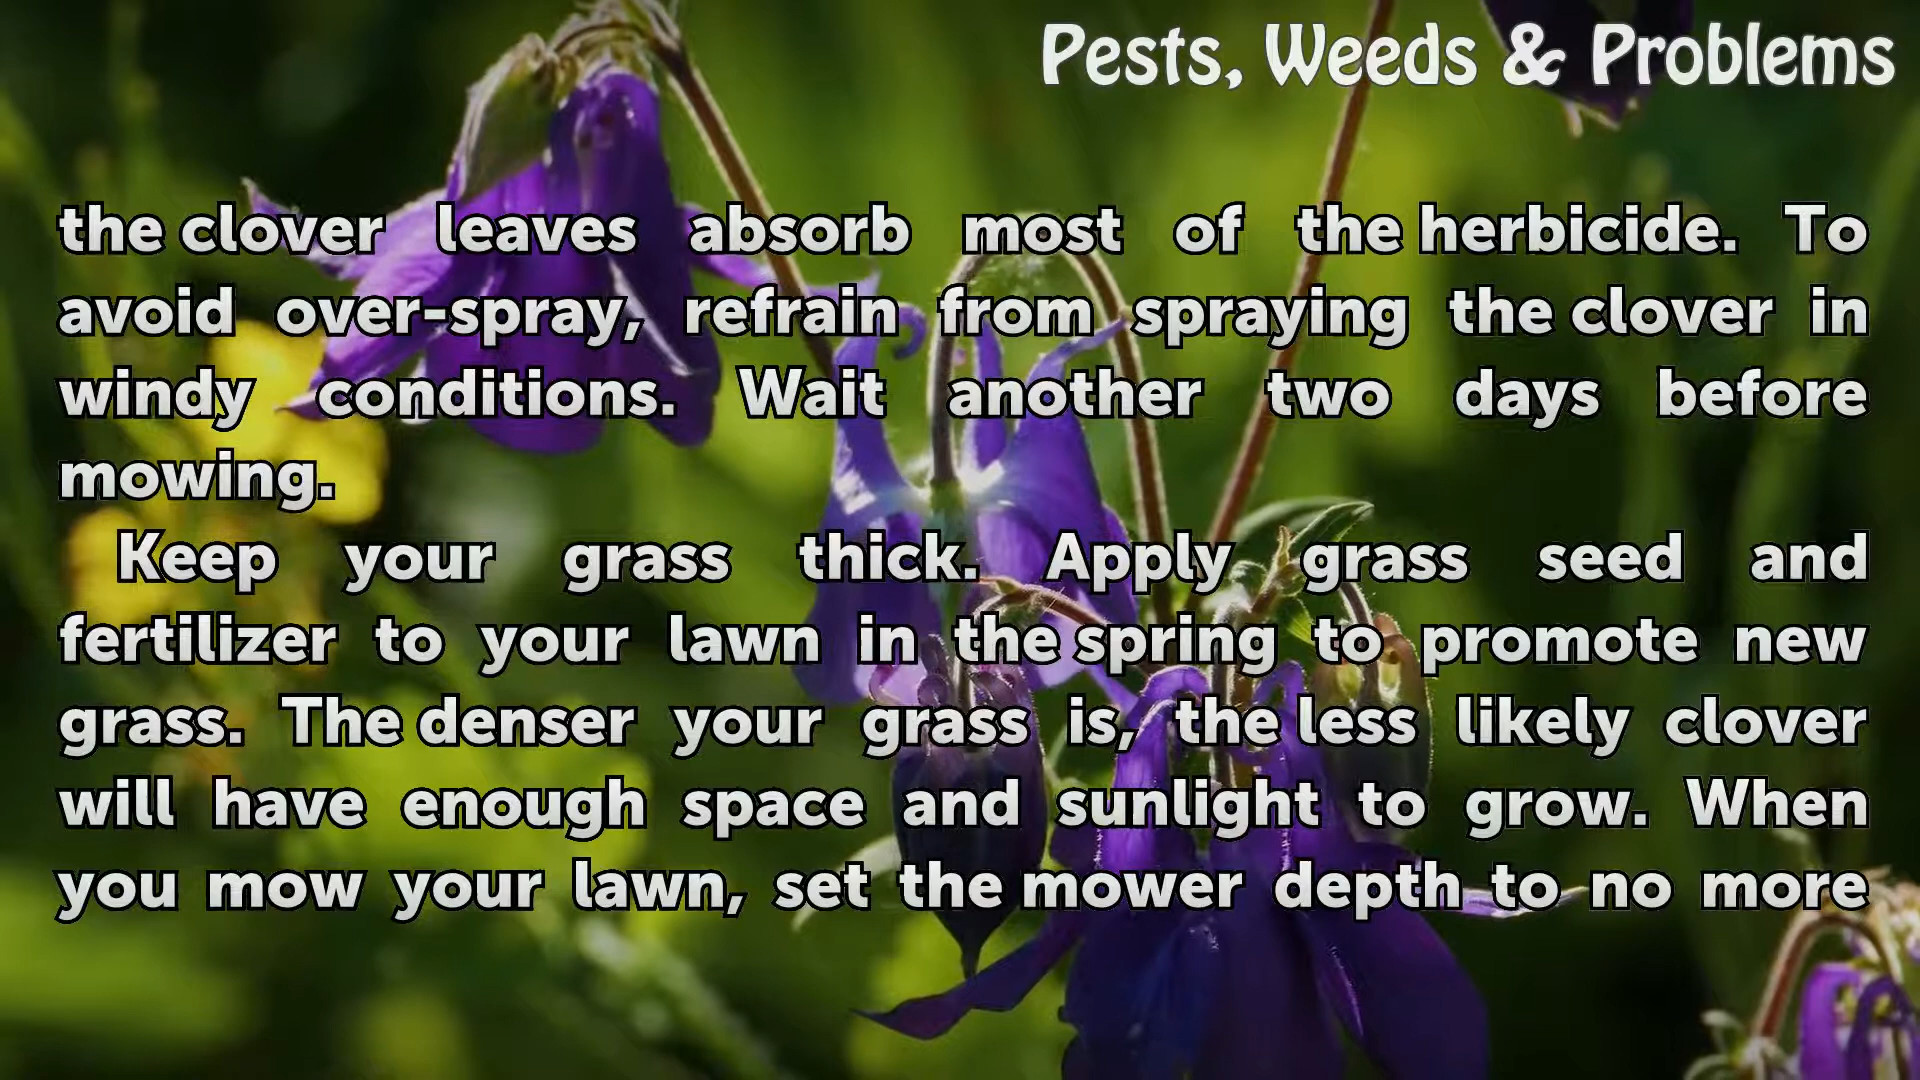 Pests, Weeds & Problems
the clover leaves absorb most of the herbicide. To
avoid over-spray, refrain from spraying the clover in
windy conditions. Wait another two days before
mowing.
Keep your grass thick. Apply grass seed and
fertilizer to your lawn in the spring to promote new
grass. The denser your grass is, the less likely clover
will have enough space and sunlight to grow. When
you mow your lawn, set the mower depth to no more